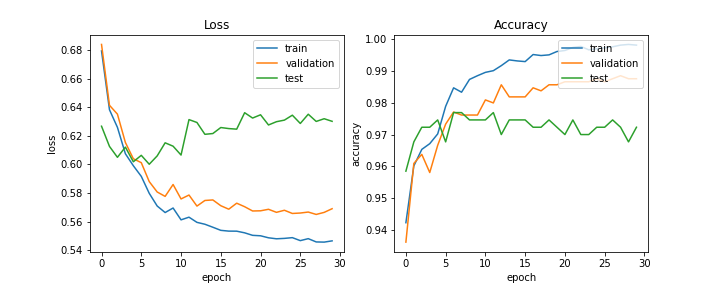 Loss
loss
0.68
0.66
0.64
0.62
0.60
0.58
0.56
0.54
0
5
10
15
20
25
30
epoch
train
validation
test
Accuracy
accuracy
1.00
0.99
0.98
0.97
0.96
0.95
0.94
0
5
10
15
20
25
30
epoch
train
validation
test